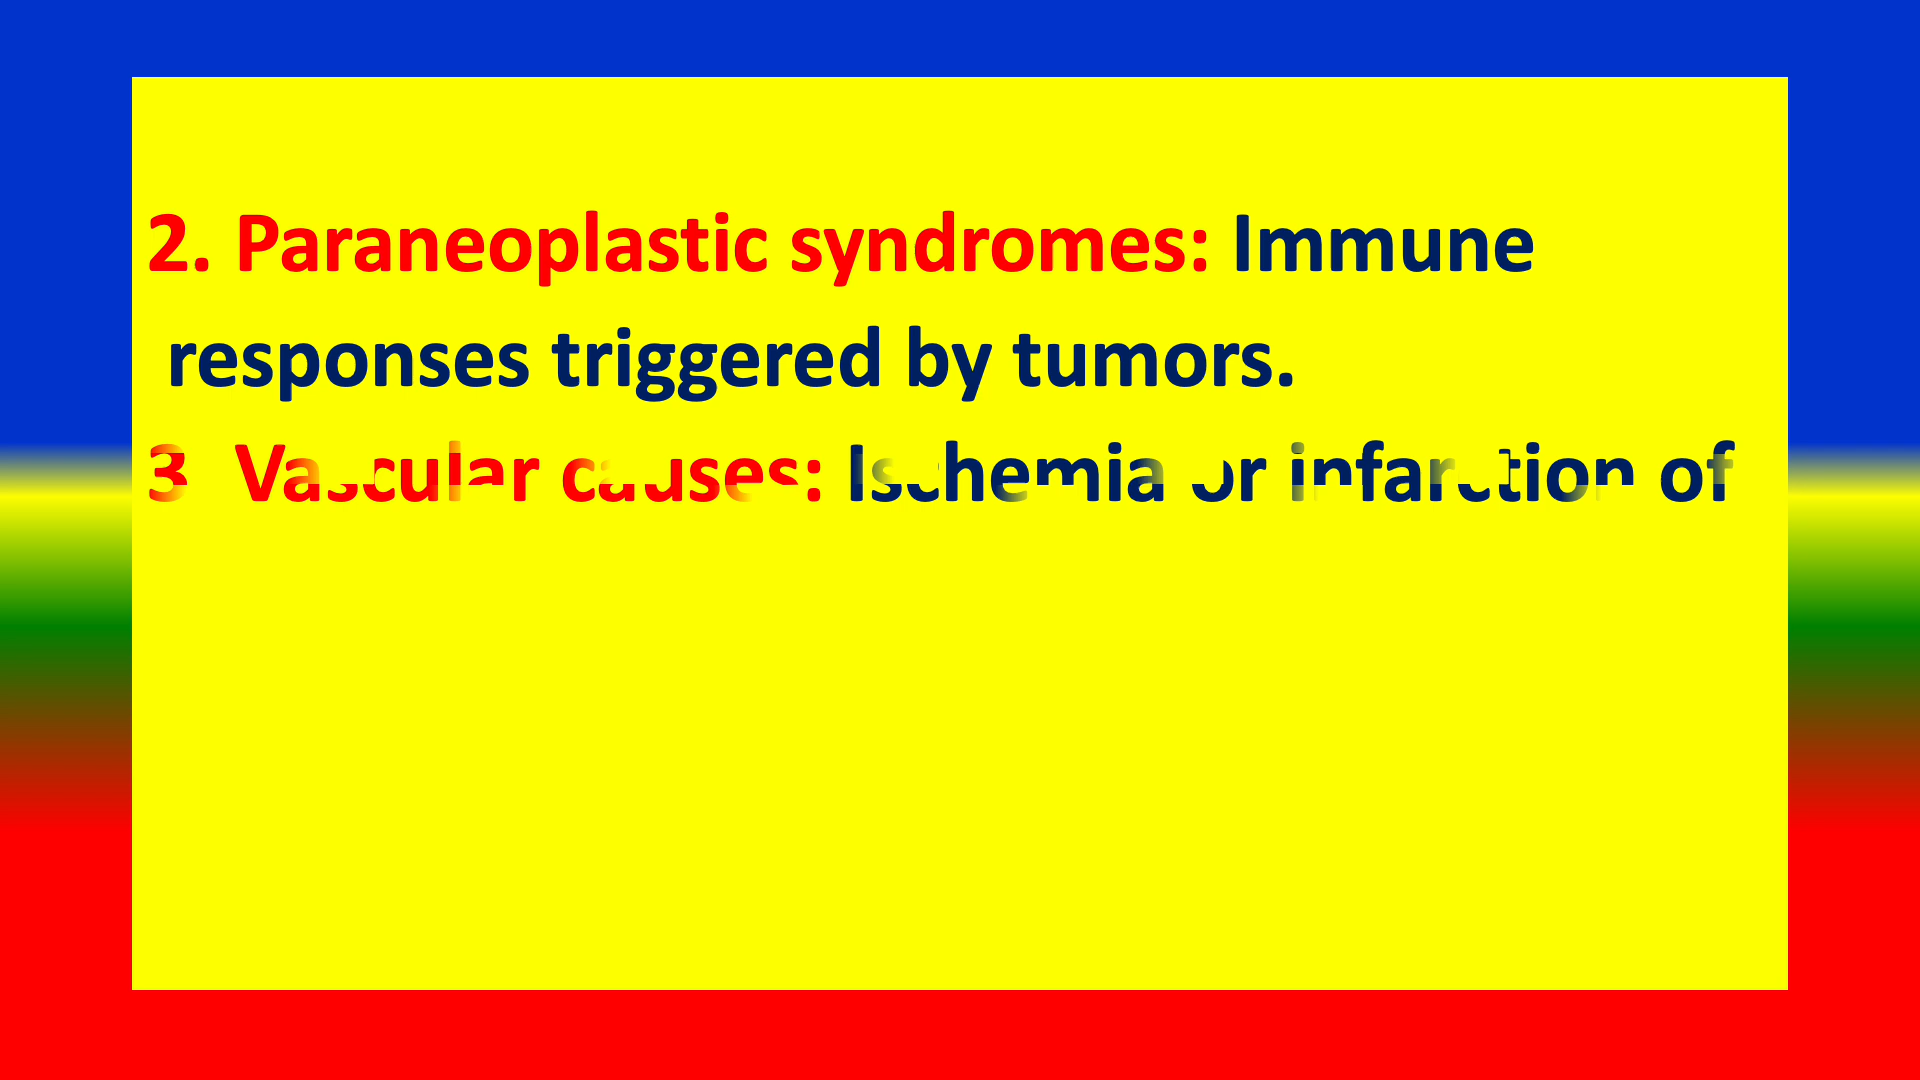 2. Paraneoplastic syndromes: Immune
responses triggered by tumors.
3. Vascular causes: Ischemia or infarction of